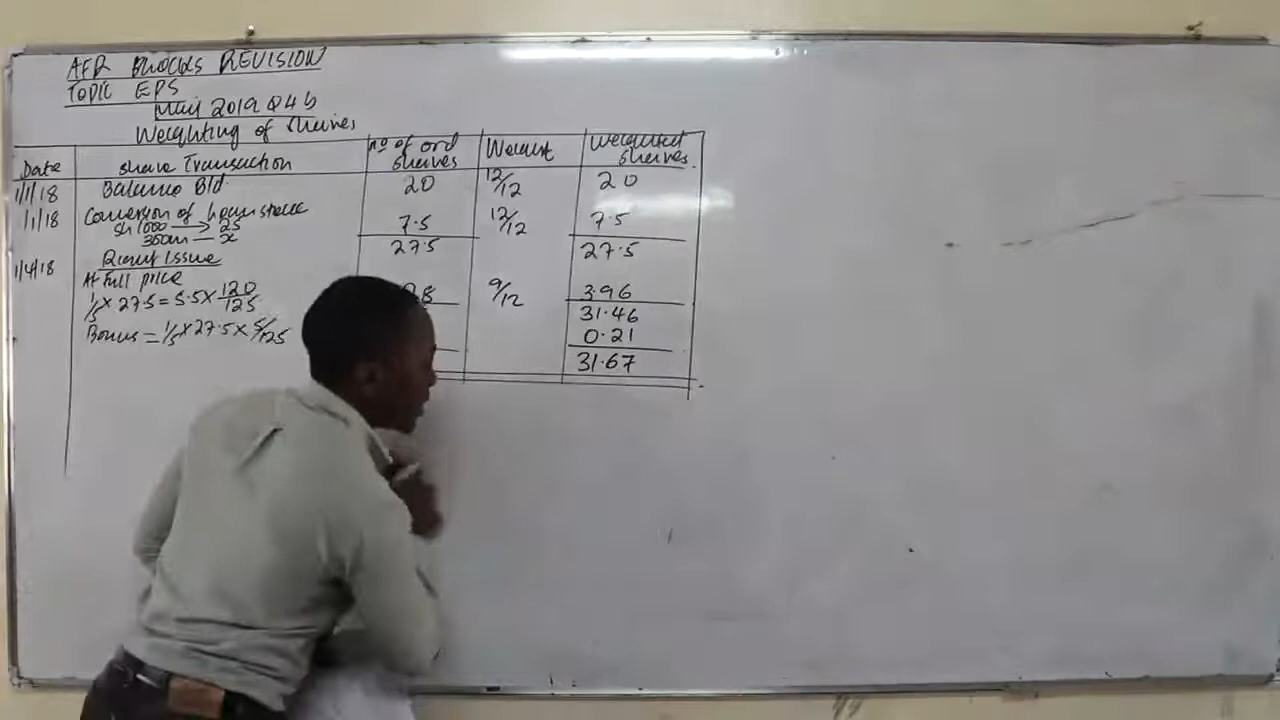 AFR BLOCKS REVISION
TOPIC EPS
May 2019 Q4b
Weighting of shares
Date
Share Transaction
no of ord shares
Weight
Weighted shares
1/1/18 Balance Bld. 20 12/12 20
1/1/18 Conversion of loan stock
sh 1000 → 25
300m — x 7.5 12/12 7.5
27.5 27.5
1/4/18 Right Issue
At Full price
1/5 × 27.5 = 5.5 × 120/125 8 9/12 3.96
31.46
Bonus = 1/5 × 27.5 × 5/125 0.21
31.67